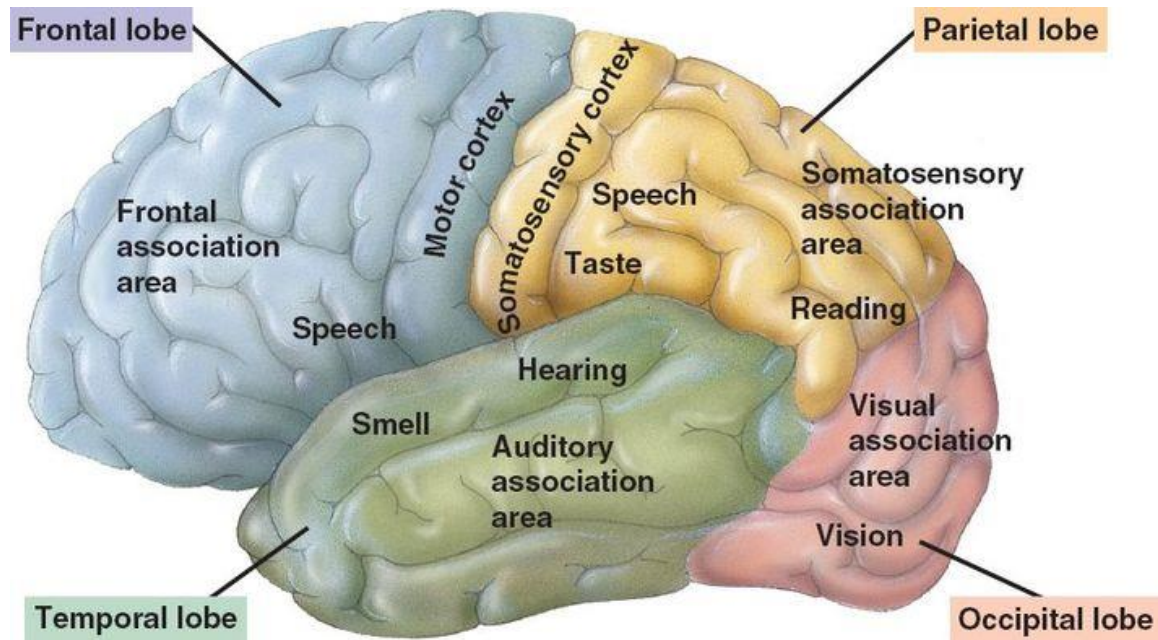 Frontal lobe
Parietal lobe
Motor cortex
Somatosensory cortex
Frontal
association
area
Speech
Speech
Taste
Somatosensory
association
area
Reading
Hearing
Smell
Auditory
association
area
Visual
association
area
Vision
Temporal lobe
Occipital lobe